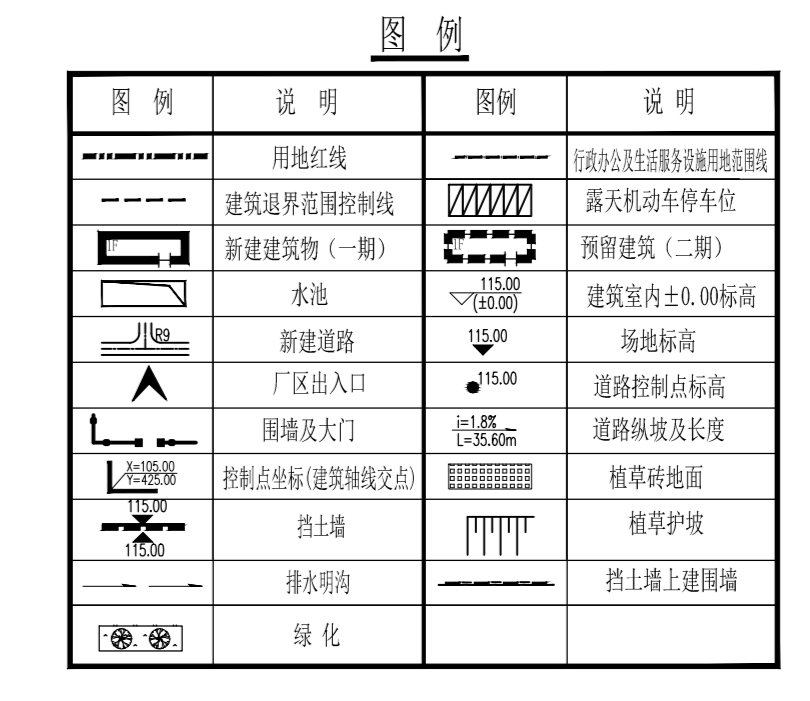 图 例
图 例 说 明 图例 说 明
用地红线 行政办公及生活服务设施用地范围线
建筑退界范围控制线 露天机动车停车位
1F 新建建筑物（一期） 1F 预留建筑（二期）
水池 115.00 (±0.00) 建筑室内±0.00标高
R9 新建道路 115.00 场地标高
厂区出入口 115.00 道路控制点标高
围墙及大门 i=1.8% L=35.60m 道路纵坡及长度
X=105.00 Y=425.00 控制点坐标(建筑轴线交点) 植草砖地面
115.00 115.00 挡土墙 植草护坡
排水明沟 挡土墙上建围墙
绿 化